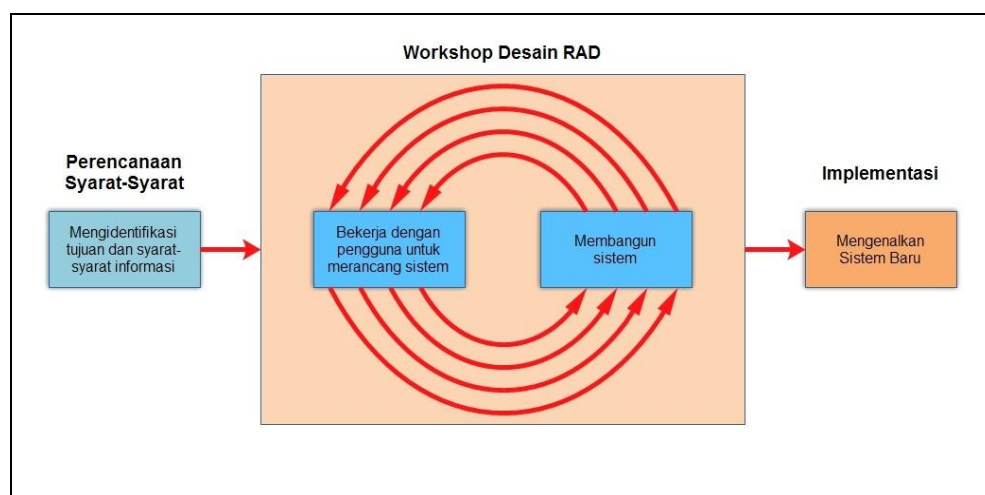 Workshop Desain RAD
Perencanaan
Syarat-Syarat
Mengidentifikasi
tujuan dan syarat-
syarat informasi
Bekerja dengan
pengguna untuk
merancang sistem
Membangun
sistem
Implementasi
Mengenalkan
Sistem Baru